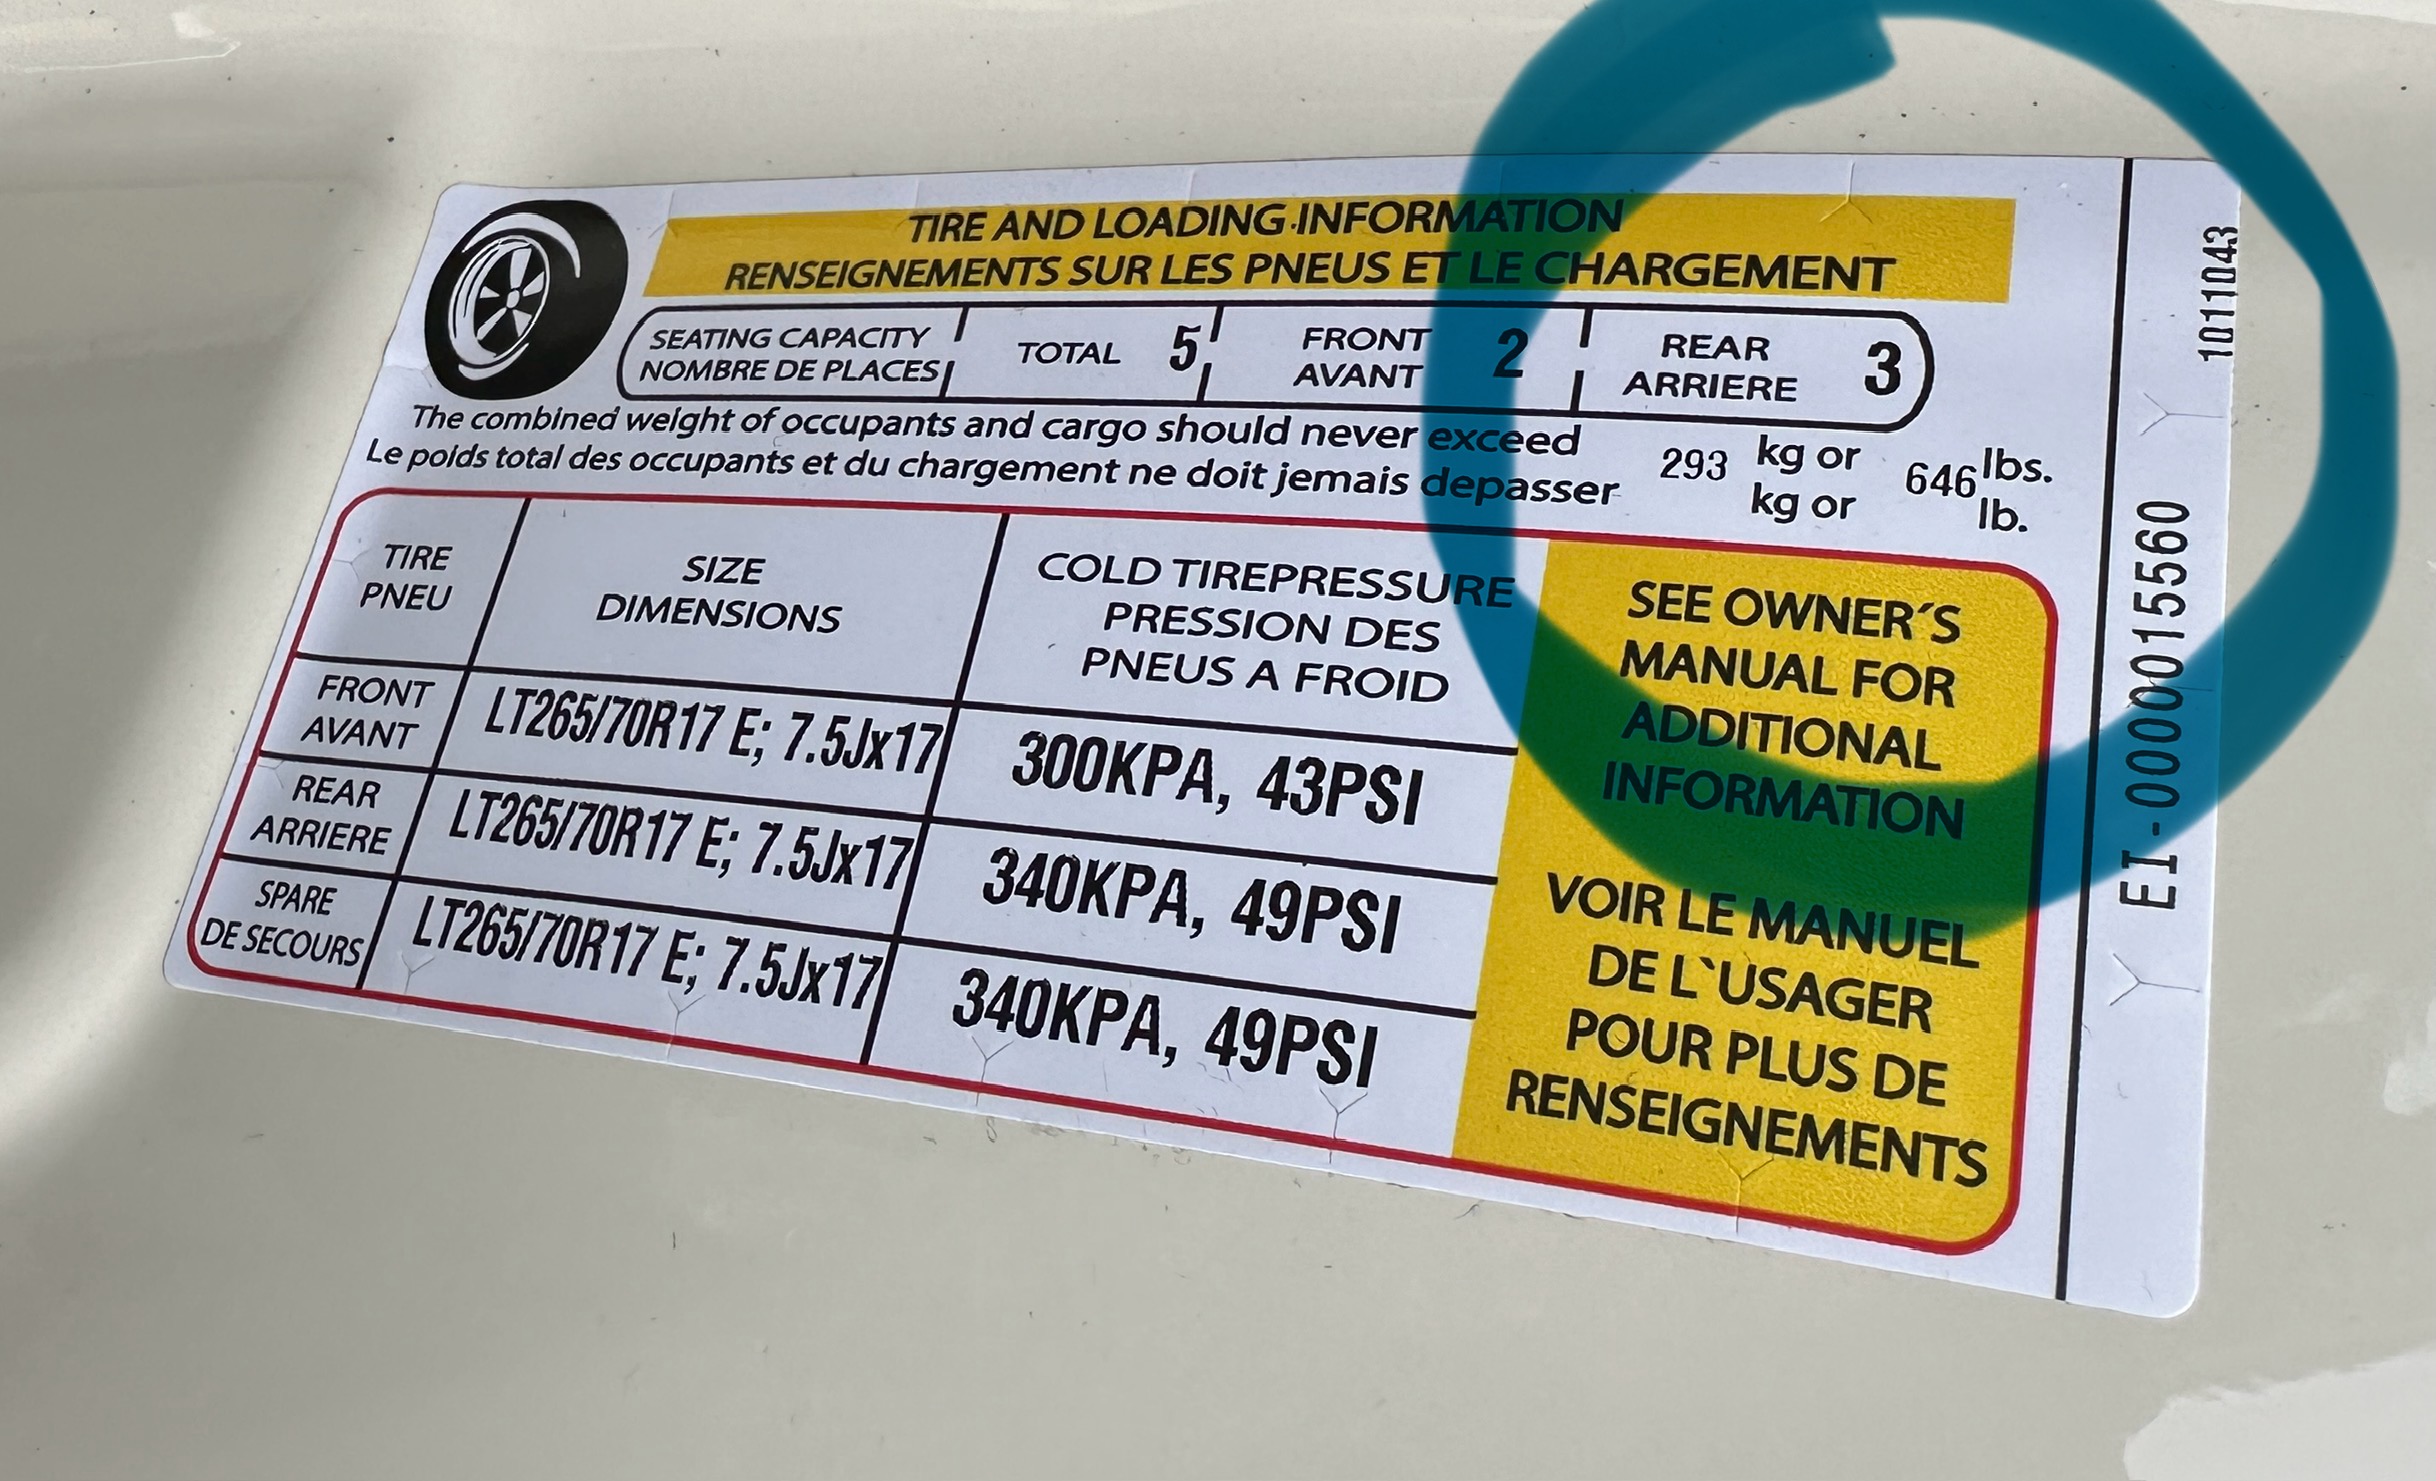 TIRE AND LOADING INFORMATION
RENSEIGNEMENTS SUR LES PNEUS ET LE CHARGEMENT
SEATING CAPACITY
NOMBRE DE PLACES
TOTAL 5
FRONT
AVANT
2
REAR
ARRIERE
3
The combined weight of occupants and cargo should never exceed
Le poids total des occupants et du chargement ne doit jemais depasser
293 kg or 646 lbs.
kg or lb.
TIRE
PNEU
SIZE
DIMENSIONS
COLD TIREPRESSURE
PRESSION DES
PNEUS A FROID
FRONT
AVANT
LT265/70R17 E; 7.5Jx17
300KPA, 43PSI
REAR
ARRIERE
LT265/70R17 E; 7.5Jx17
340KPA, 49PSI
SPARE
DE SECOURS
LT265/70R17 E; 7.5Jx17
340KPA, 49PSI
SEE OWNER´S
MANUAL FOR
ADDITIONAL
INFORMATION
VOIR LE MANUEL
DE L`USAGER
POUR PLUS DE
RENSEIGNEMENTS
EI-0000015560
1011043